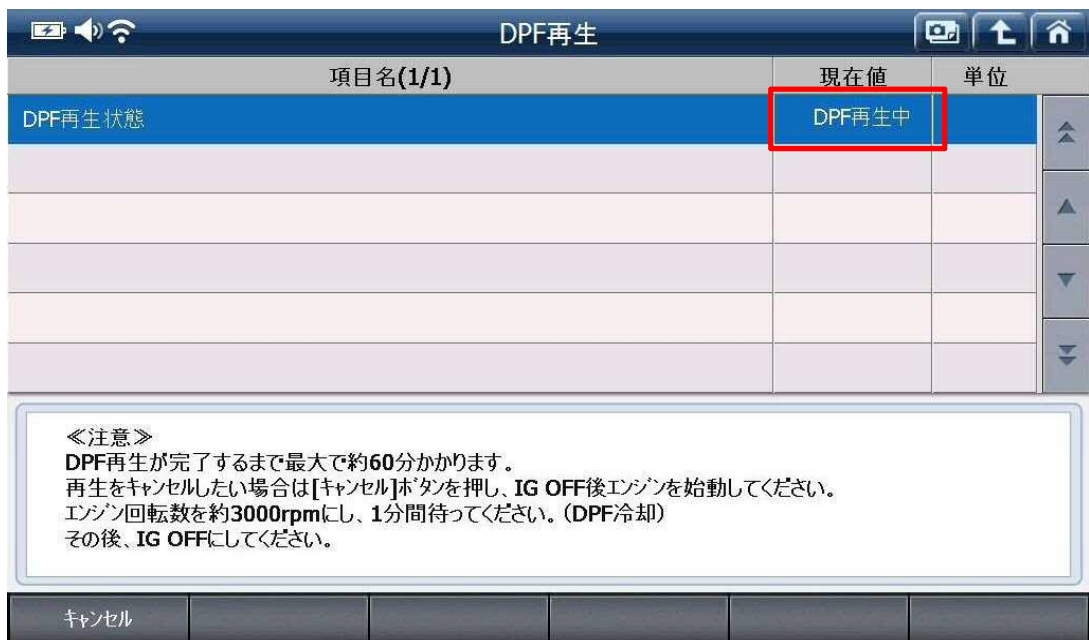 DPF再生
項目名(1/1) 現在値 単位
DPF再生状態 DPF再生中
≪注意≫
DPF再生が完了するまで最大で約60分かかります。
再生をｷｬﾝｾﾙしたい場合は[ｷｬﾝｾﾙ]ﾎﾞﾀﾝを押し、IG OFF後ｴﾝｼﾞﾝを始動してください。
ｴﾝｼﾞﾝ回転数を約3000rpmにし、1分間待ってください。（DPF冷却）
その後、IG OFFにしてください。
ｷｬﾝｾﾙ